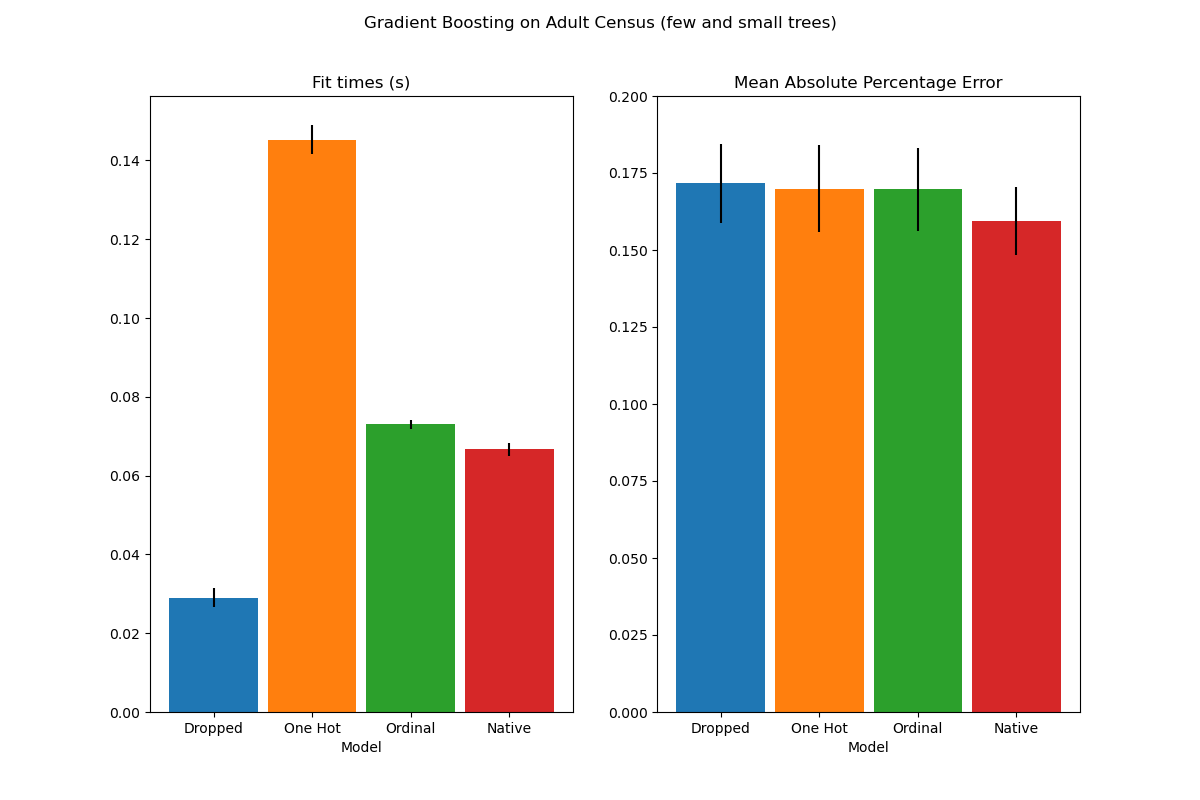 Gradient Boosting on Adult Census (few and small trees)
Fit times (s)
0.14
0.12
0.10
0.08
0.06
0.04
0.02
0.00
Dropped One Hot Ordinal Native
Model
Mean Absolute Percentage Error
0.200
0.175
0.150
0.125
0.100
0.075
0.050
0.025
0.000
Dropped One Hot Ordinal Native
Model